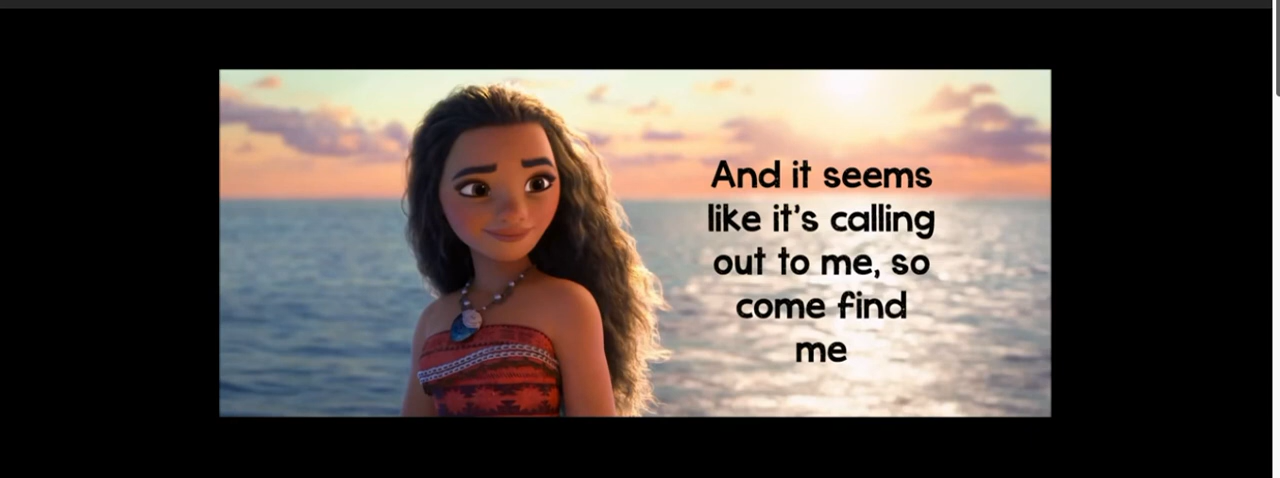 And it seems
like it's calling
out to me, so
come find
me